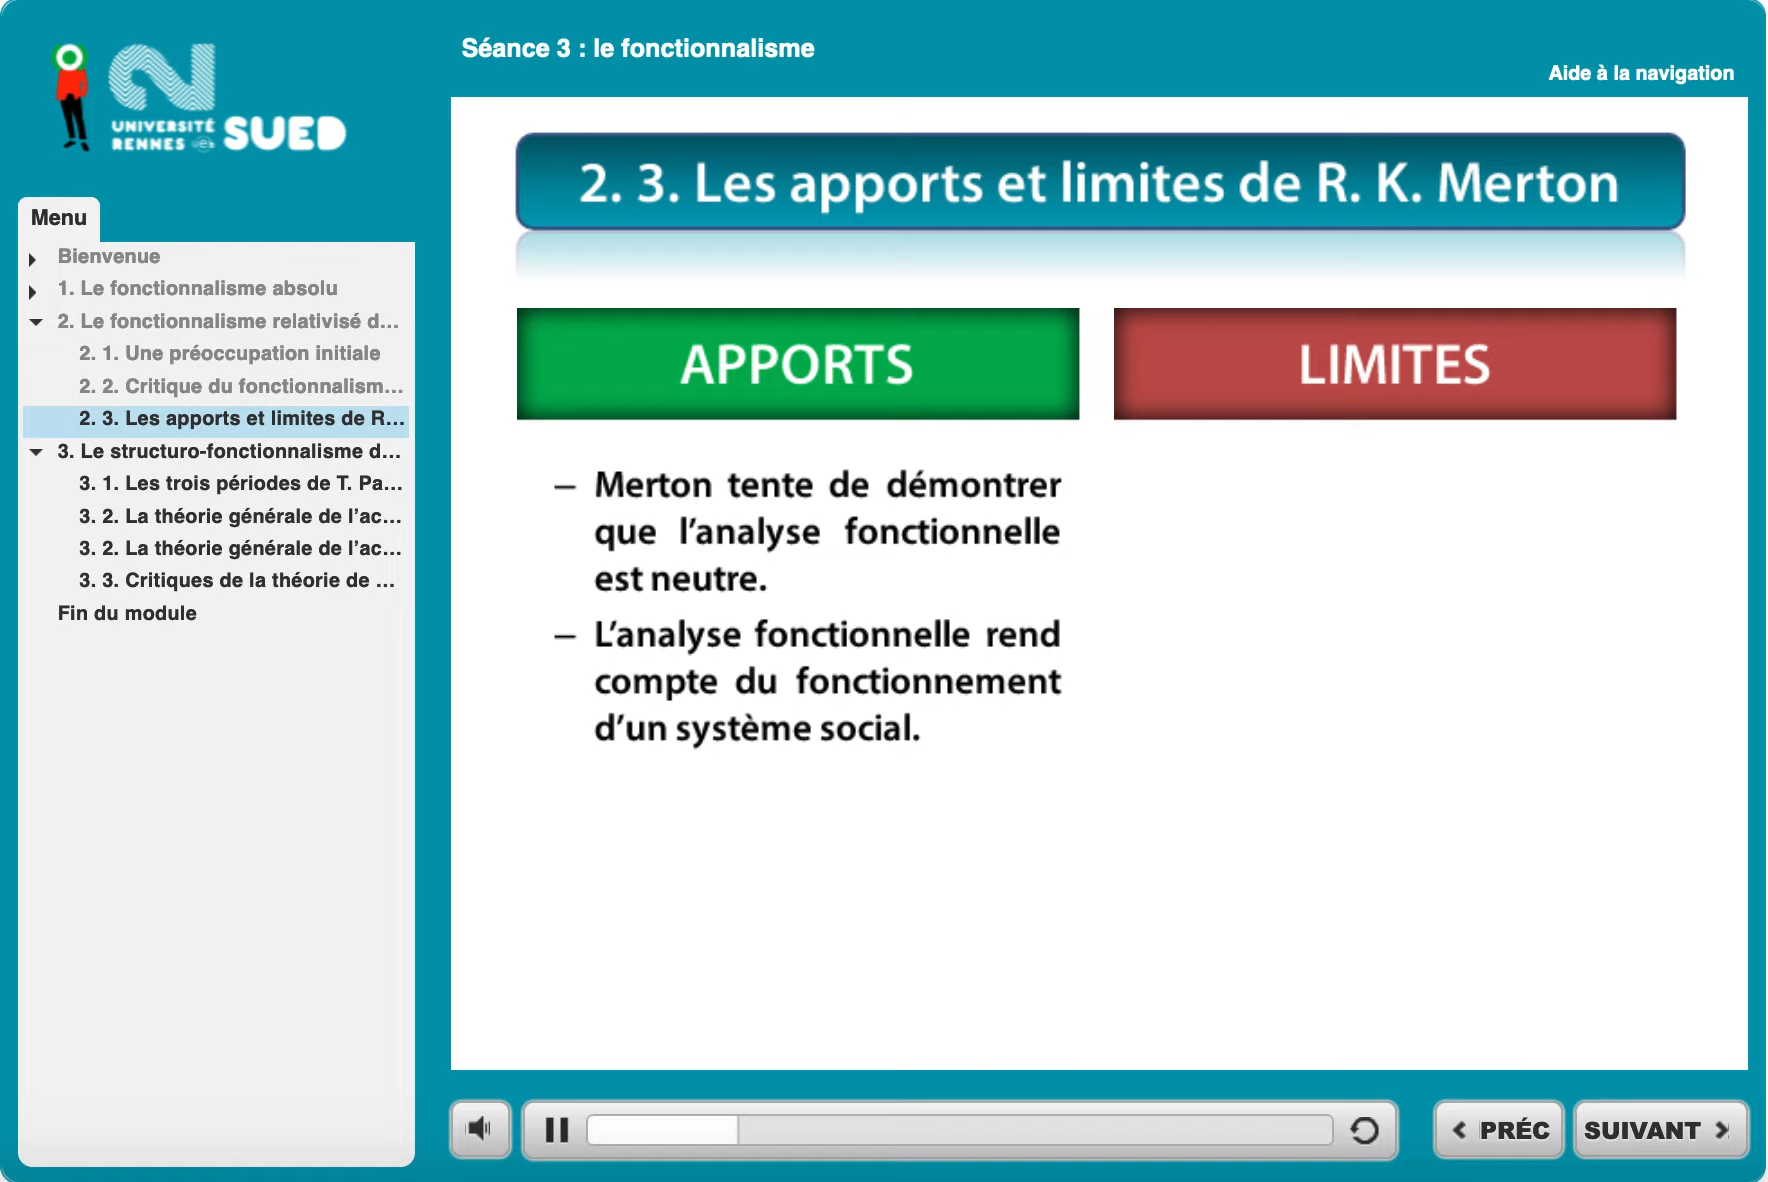 Séance 3 : le fonctionnalisme
Aide à la navigation
UNIVERSITÉ
RENNES
SUED
Menu
Bienvenue
1. Le fonctionnalisme absolu
2. Le fonctionnalisme relativisé d...
2. 1. Une préoccupation initiale
2. 2. Critique du fonctionnalism...
2. 3. Les apports et limites de R...
3. Le structuro-fonctionnalisme d...
3. 1. Les trois périodes de T. Pa...
3. 2. La théorie générale de l’ac...
3. 2. La théorie générale de l’ac...
3. 3. Critiques de la théorie de ...
Fin du module
2. 3. Les apports et limites de R. K. Merton
APPORTS
LIMITES
– Merton tente de démontrer
que l’analyse fonctionnelle
est neutre.
– L’analyse fonctionnelle rend
compte du fonctionnement
d’un système social.
PRÉC
SUIVANT